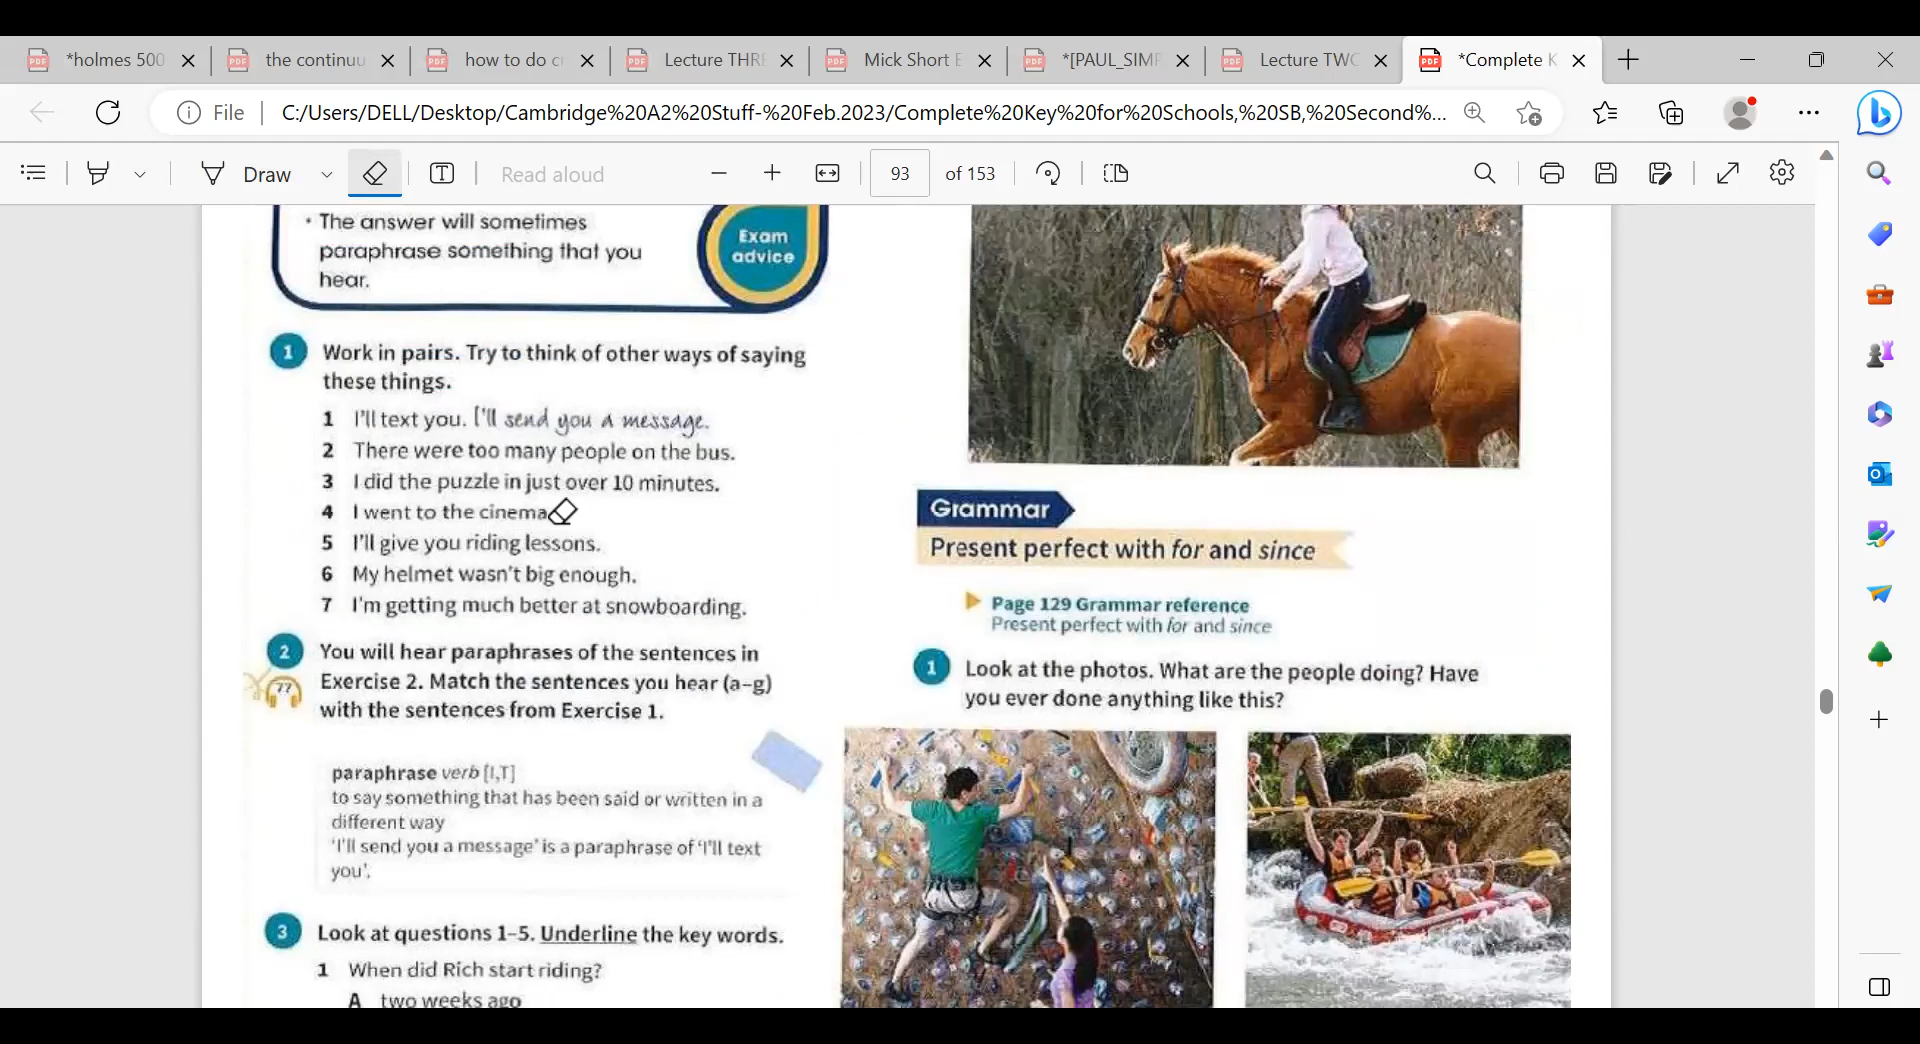 *holmes 500
the continuu
how to do c
Lecture THRE
Mick Short E
*[PAUL_SIMP
Lecture TWO
*Complete K
File
C:/Users/DELL/Desktop/Cambridge%20A2%20Stuff-%20Feb.2023/Complete%20Key%20for%20Schools,%20SB,%20Second%...
Draw
Read aloud
93
of 153
• The answer will sometimes
paraphrase something that you
hear.
Exam
advice
1 Work in pairs. Try to think of other ways of saying
these things.
1 I'll text you. I'll send you a message.
2 There were too many people on the bus.
3 I did the puzzle in just over 10 minutes.
4 I went to the cinema
5 I'll give you riding lessons.
6 My helmet wasn't big enough.
7 I'm getting much better at snowboarding.
2 You will hear paraphrases of the sentences in
Exercise 2. Match the sentences you hear (a–g)
77
with the sentences from Exercise 1.
paraphrase verb [I,T]
to say something that has been said or written in a
different way
'I'll send you a message' is a paraphrase of 'I'll text
you'.
3 Look at questions 1–5. Underline the key words.
1 When did Rich start riding?
A two weeks ago
Grammar
Present perfect with for and since
Page 129 Grammar reference
Present perfect with for and since
1 Look at the photos. What are the people doing? Have
you ever done anything like this?